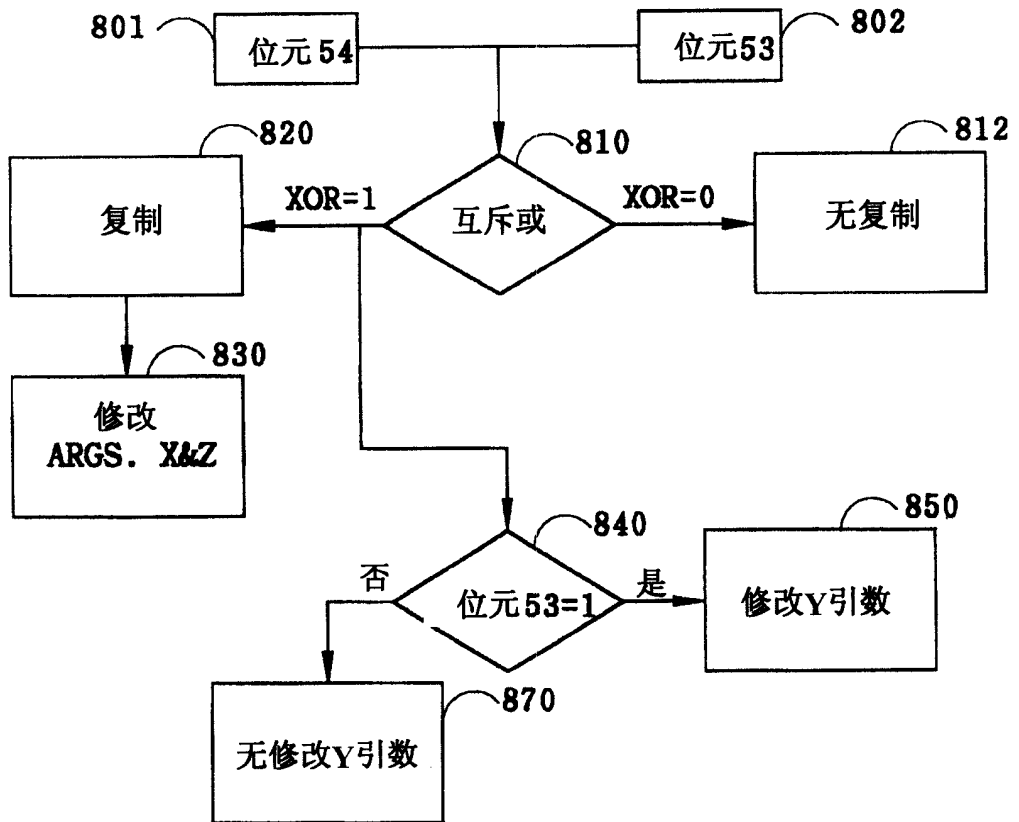 801
位元54
位元53
802
820
810
812
复制
XOR=1
互斥或
XOR=0
无复制
830
修改
ARGS. X&Z
840
850
否
位元53=1
是
修改Y引数
870
无修改Y引数